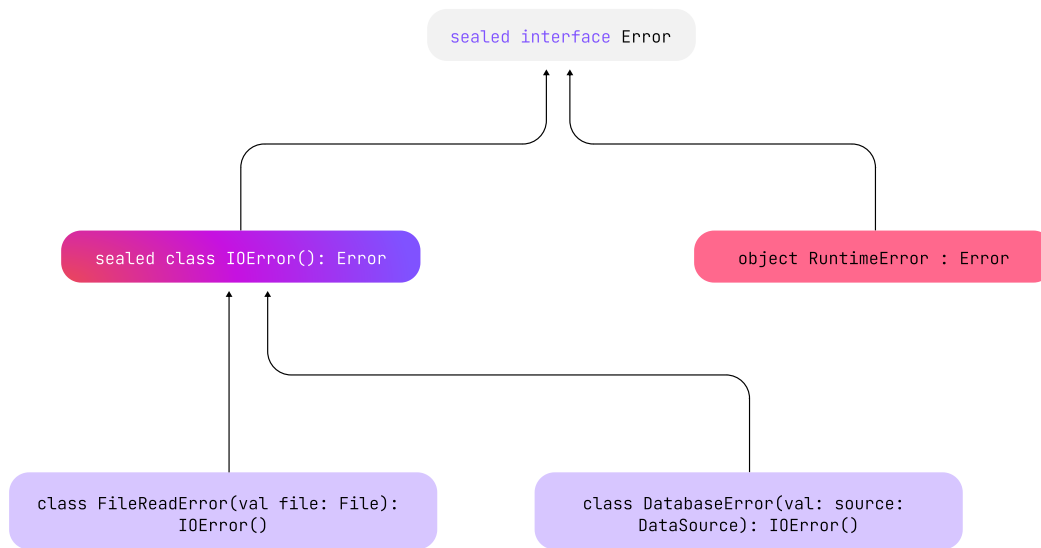 sealed interface Error
sealed class IOError(): Error
object RuntimeError : Error
class FileReadError(val file: File):
IOError()
class DatabaseError(val: source:
DataSource): IOError()